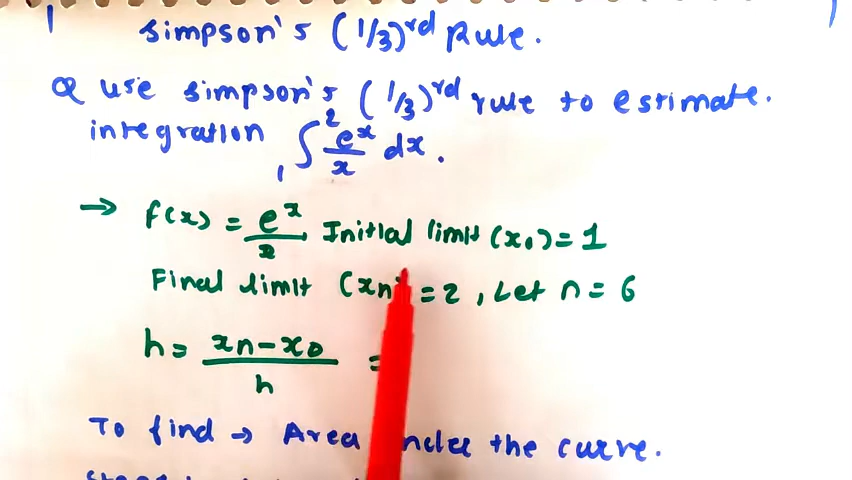 simpson's (1/3)rd Rule.
Q use simpson's (1/3)rd rule to estimate.
integration ∫₁² eˣ/x dx.
→ f(x) = eˣ/x. Initial limit (x₀) = 1
Final limit (xn = 2, Let n = 6
h = xn-x₀/h =
To find → Area the curve.